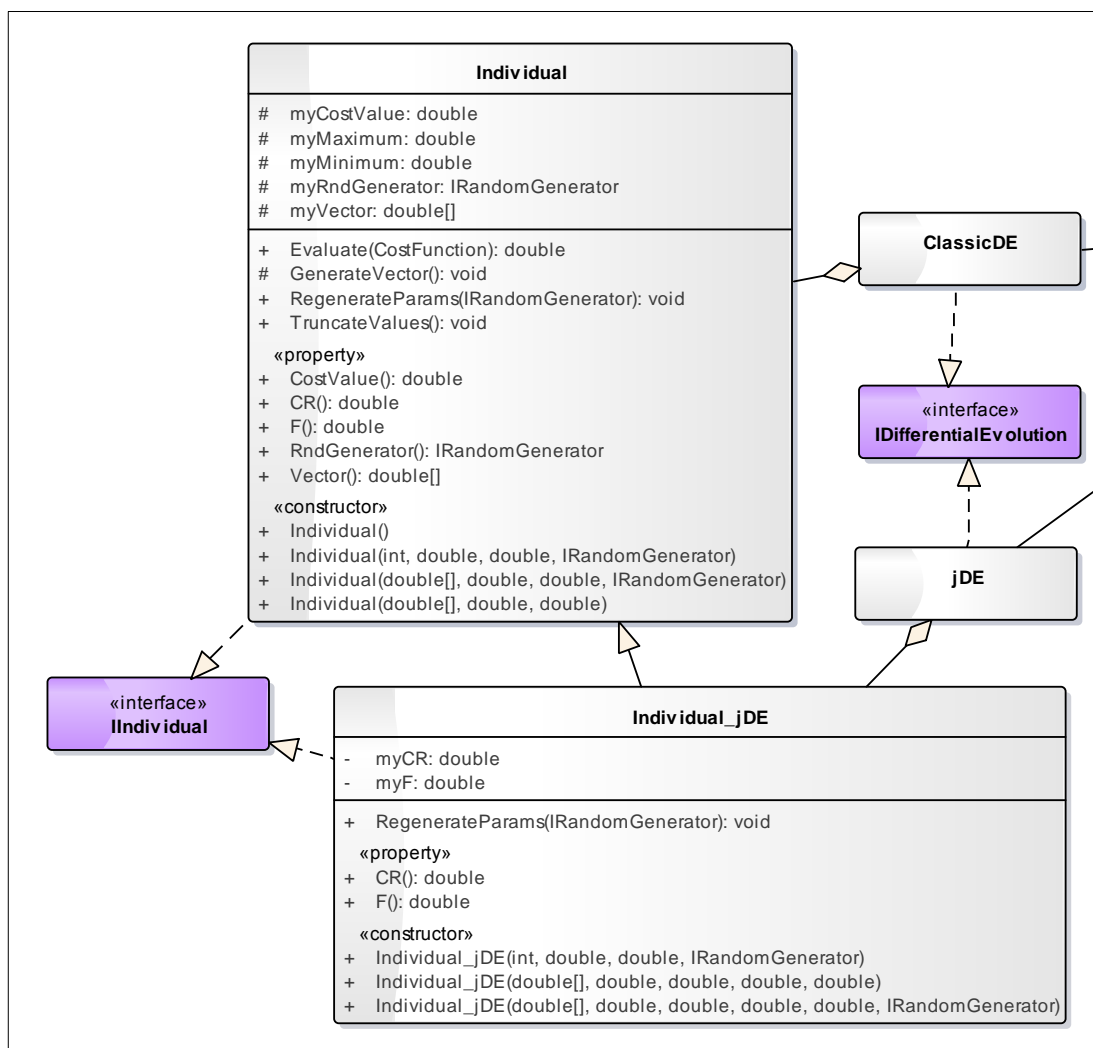 Individual
# myCostValue: double
# myMaximum: double
# myMinimum: double
# myRndGenerator: IRandomGenerator
# myVector: double[]
+ Evaluate(CostFunction): double
# GenerateVector(): void
+ RegenerateParams(IRandomGenerator): void
+ TruncateValues(): void
«property»
+ CostValue(): double
+ CR(): double
+ F(): double
+ RndGenerator(): IRandomGenerator
+ Vector(): double[]
«constructor»
+ Individual()
+ Individual(int, double, double, IRandomGenerator)
+ Individual(double[], double, double, IRandomGenerator)
+ Individual(double[], double, double)
ClassicDE
«interface»
IDifferentialEvolution
jDE
«interface»
IIndividual
Individual_jDE
- myCR: double
- myF: double
+ RegenerateParams(IRandomGenerator): void
«property»
+ CR(): double
+ F(): double
«constructor»
+ Individual_jDE(int, double, double, IRandomGenerator)
+ Individual_jDE(double[], double, double, double, double)
+ Individual_jDE(double[], double, double, double, double, IRandomGenerator)